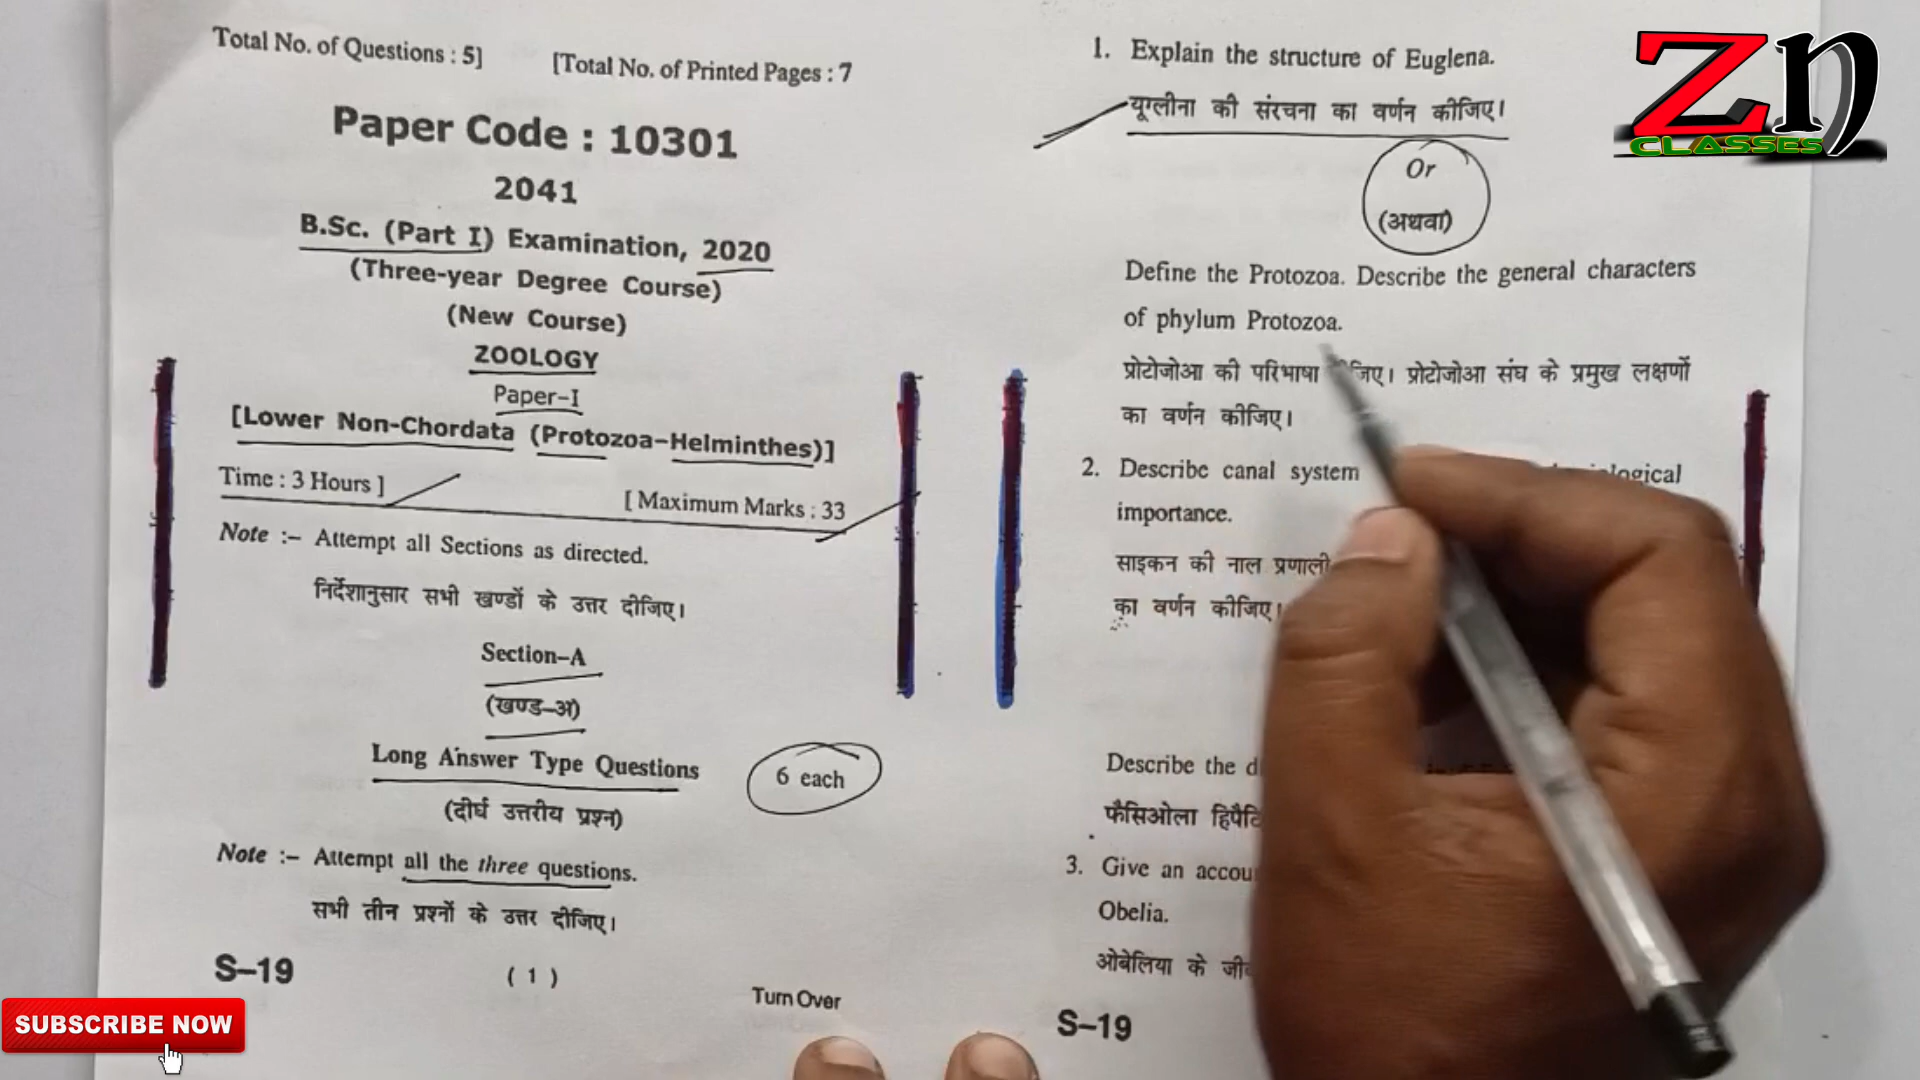 Total No. of Questions : 5]
[Total No. of Printed Pages : 7
Paper Code : 10301
2041
B.Sc. (Part I) Examination, 2020
(Three-year Degree Course)
(New Course)
ZOOLOGY
Paper–I
[Lower Non-Chordata (Protozoa–Helminthes)]
Time : 3 Hours ]
[ Maximum Marks : 33
Note :– Attempt all Sections as directed.
निर्देशानुसार सभी खण्डों के उत्तर दीजिए।
Section–A
(खण्ड–अ)
Long Answer Type Questions
6 each
(दीर्घ उत्तरीय प्रश्न)
Note :– Attempt all the three questions.
सभी तीन प्रश्नों के उत्तर दीजिए।
S–19
( 1 )
Turn Over
1. Explain the structure of Euglena.
यूग्लीना की संरचना का वर्णन कीजिए।
Or
(अथवा)
Define the Protozoa. Describe the general characters
of phylum Protozoa.
प्रोटोजोआ की परिभाषा प्रोटोजोआ संघ के प्रमुख लक्षणों
का वर्णन कीजिए।
2. Describe canal system
importance.
साइकन की नाल प्रणाली
का वर्णन कीजिए।
Describe the
फैसिओला
3. Give an
Obelia.
ओबेलिया के
S–19
Zn
CLASSES
SUBSCRIBE NOW